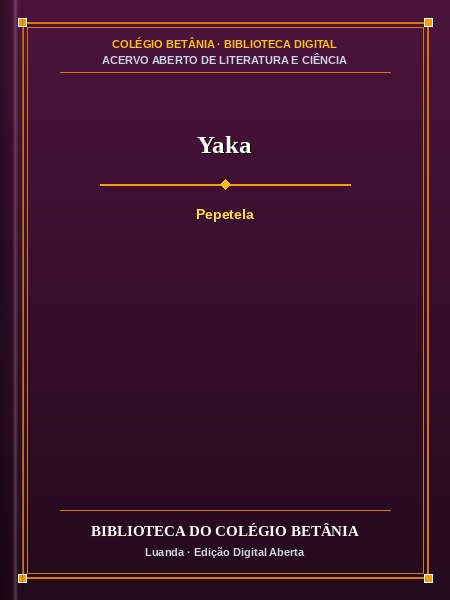 COLÉGIO BETÂNIA · BIBLIOTECA DIGITAL
ACERVO ABERTO DE LITERATURA E CIÊNCIA
Yaka
Pepetela
BIBLIOTECA DO COLÉGIO BETÂNIA
Luanda · Edição Digital Aberta